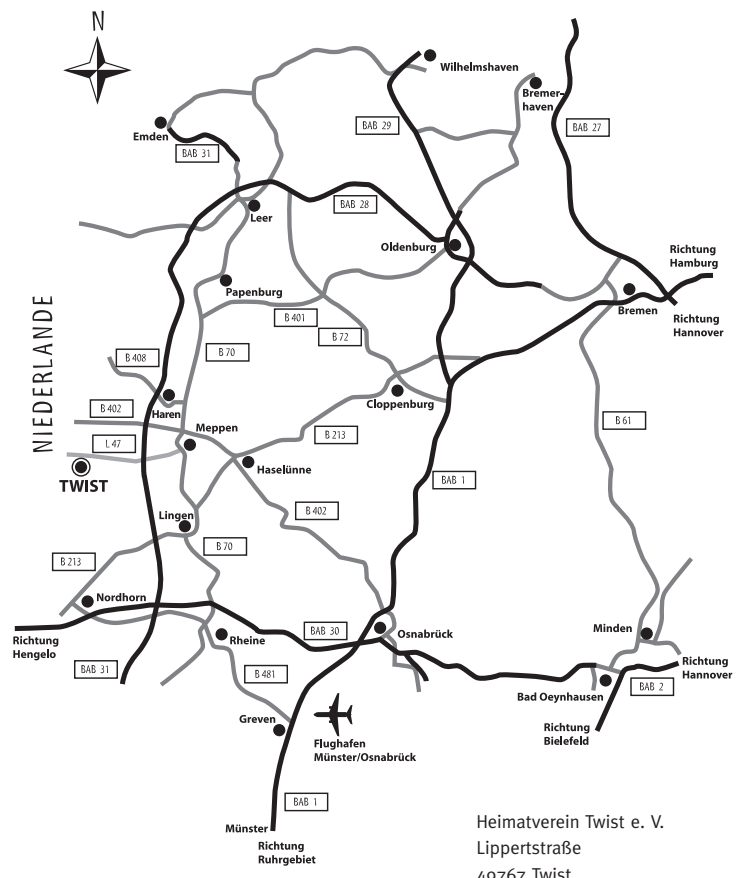 N
Wilhelmshaven
Bremer-
haven
BAB 29
BAB 27
Emden
BAB 31
BAB 28
Leer
Oldenburg
Richtung
Hamburg
Papenburg
Bremen
Richtung
Hannover
B 401
B 72
NIEDERLANDE
B 408
B 70
Haren
Cloppenburg
B 402
B 213
B 61
Meppen
L 47
Haselünne
TWIST
BAB 1
B 402
Lingen
B 70
B 213
Nordhorn
BAB 30
Osnabrück
Minden
Richtung
Hengelo
Rheine
BAB 31
B 481
Richtung
Hannover
BAB 2
Bad Oeynhausen
Greven
Richtung
Bielefeld
Flughafen
Münster/Osnabrück
BAB 1
Münster
Richtung
Ruhrgebiet
Heimatverein Twist e. V.
Lippertstraße
49767 Twist